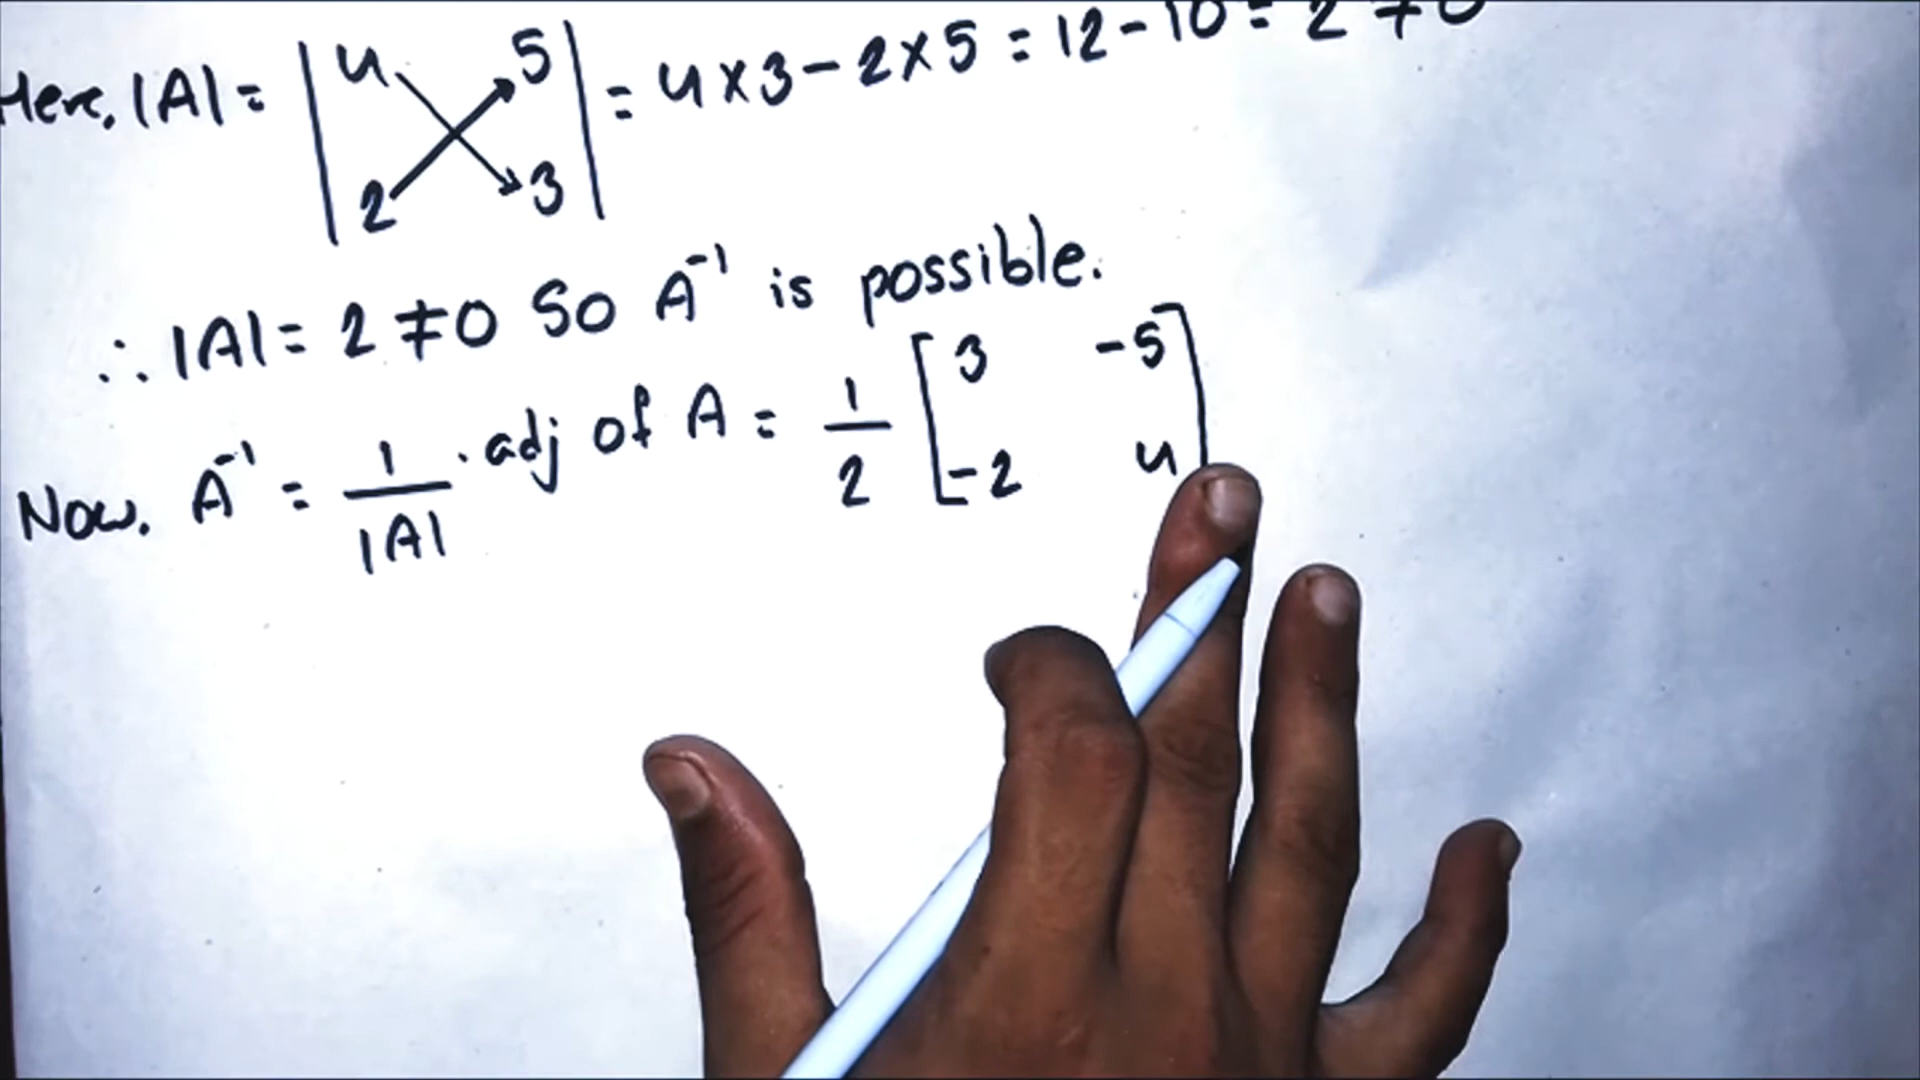 Here, |A| = | 4 5 | = 4 × 3 - 2 × 5 = 12 - 10 = 2 ≠ 0
2 3
∴ |A| = 2 ≠ 0 So A⁻¹ is possible.
Now. A⁻¹ = 1/|A| . adj of A = 1/2 [ 3 -5
-2 4 ]